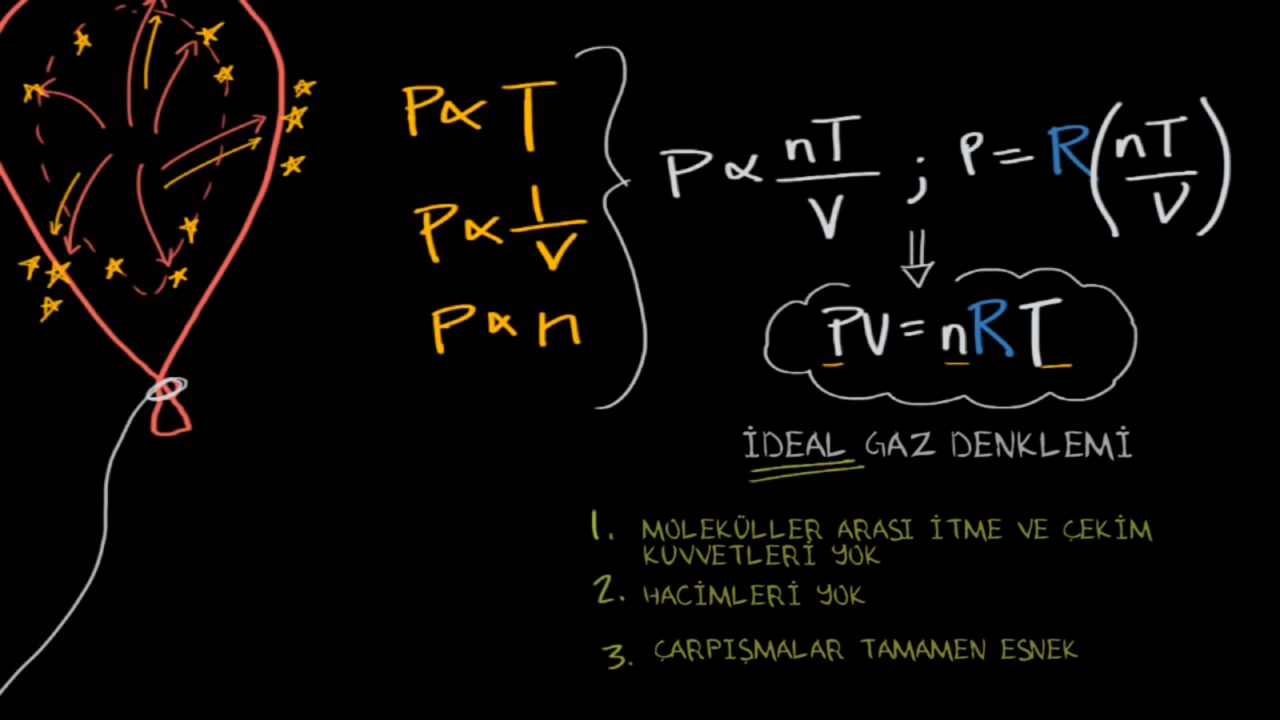 P ∝ T
P ∝ 1/V
P ∝ n
P ∝ nT/V ; P = R(nT/V)
PV = nRT
İDEAL GAZ DENKLEMİ
1. MOLEKÜLLER ARASI İTME VE ÇEKİM
KUVVETLERİ YOK
2. HACİMLERİ YOK
3. ÇARPIŞMALAR TAMAMEN ESNEK